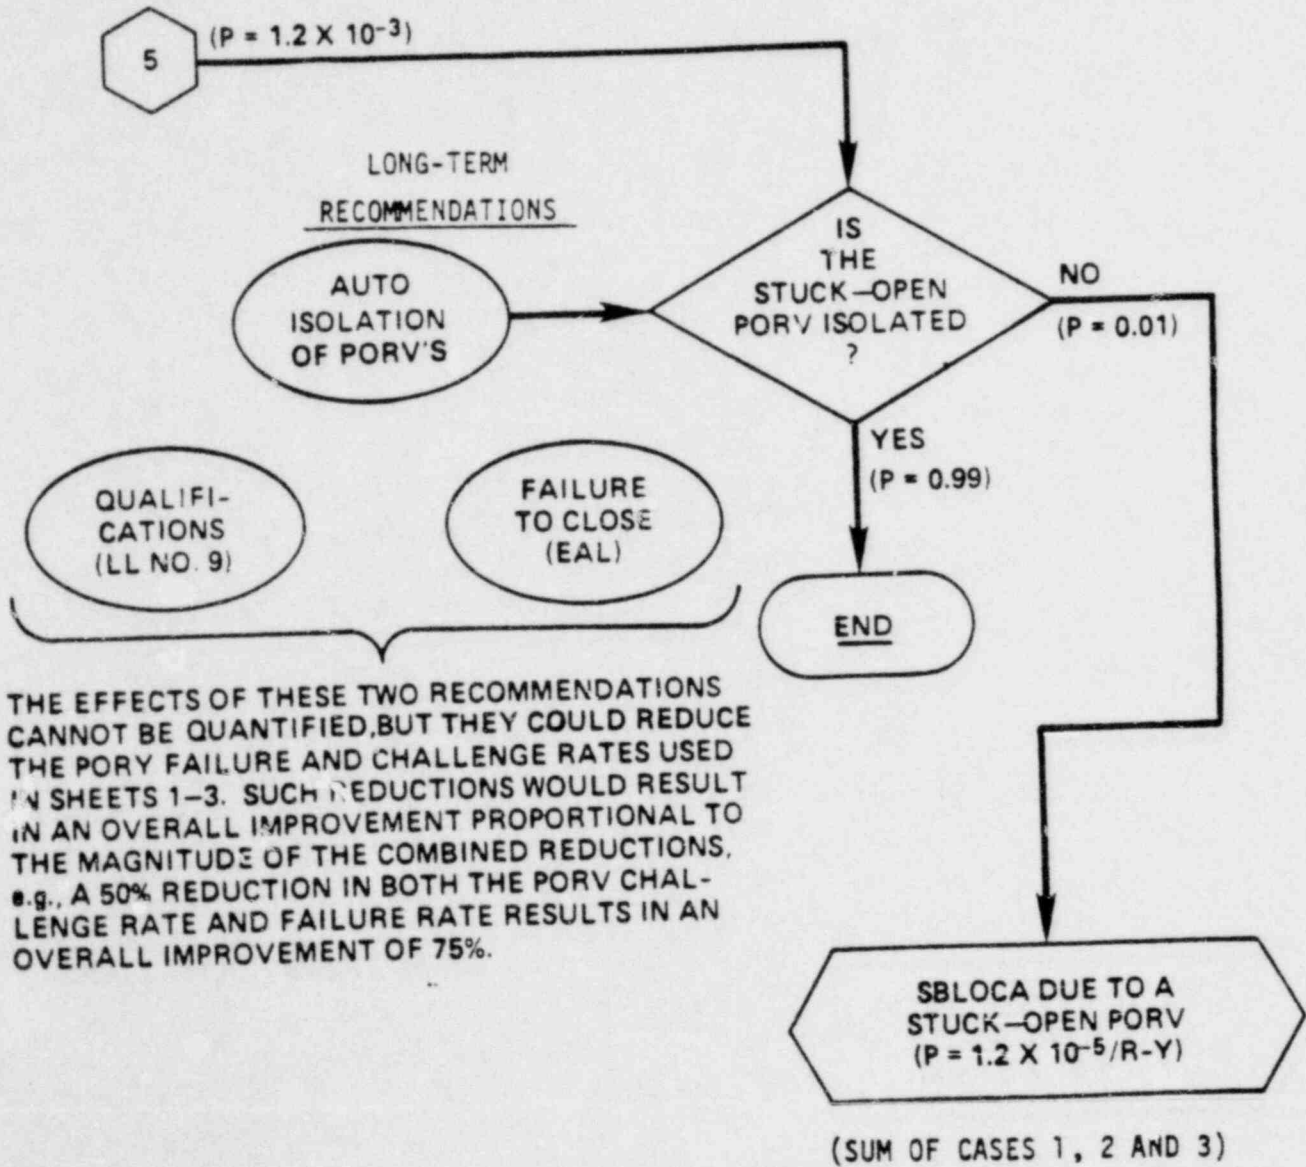 5
(P = 1.2 X 10⁻³)
LONG-TERM
RECOMMENDATIONS
AUTO
ISOLATION
OF PORV'S
IS
THE
STUCK—OPEN
PORV ISOLATED
?
NO
(P = 0.01)
YES
(P = 0.99)
QUALIFI-
CATIONS
(LL NO. 9)
FAILURE
TO CLOSE
(EAL)
END
THE EFFECTS OF THESE TWO RECOMMENDATIONS
CANNOT BE QUANTIFIED, BUT THEY COULD REDUCE
THE PORY FAILURE AND CHALLENGE RATES USED
IN SHEETS 1–3. SUCH REDUCTIONS WOULD RESULT
IN AN OVERALL IMPROVEMENT PROPORTIONAL TO
THE MAGNITUDE OF THE COMBINED REDUCTIONS,
e.g., A 50% REDUCTION IN BOTH THE PORV CHAL-
LENGE RATE AND FAILURE RATE RESULTS IN AN
OVERALL IMPROVEMENT OF 75%.
SBLOCA DUE TO A
STUCK—OPEN PORV
(P = 1.2 X 10⁻⁵/R-Y)
(SUM OF CASES 1, 2 AND 3)